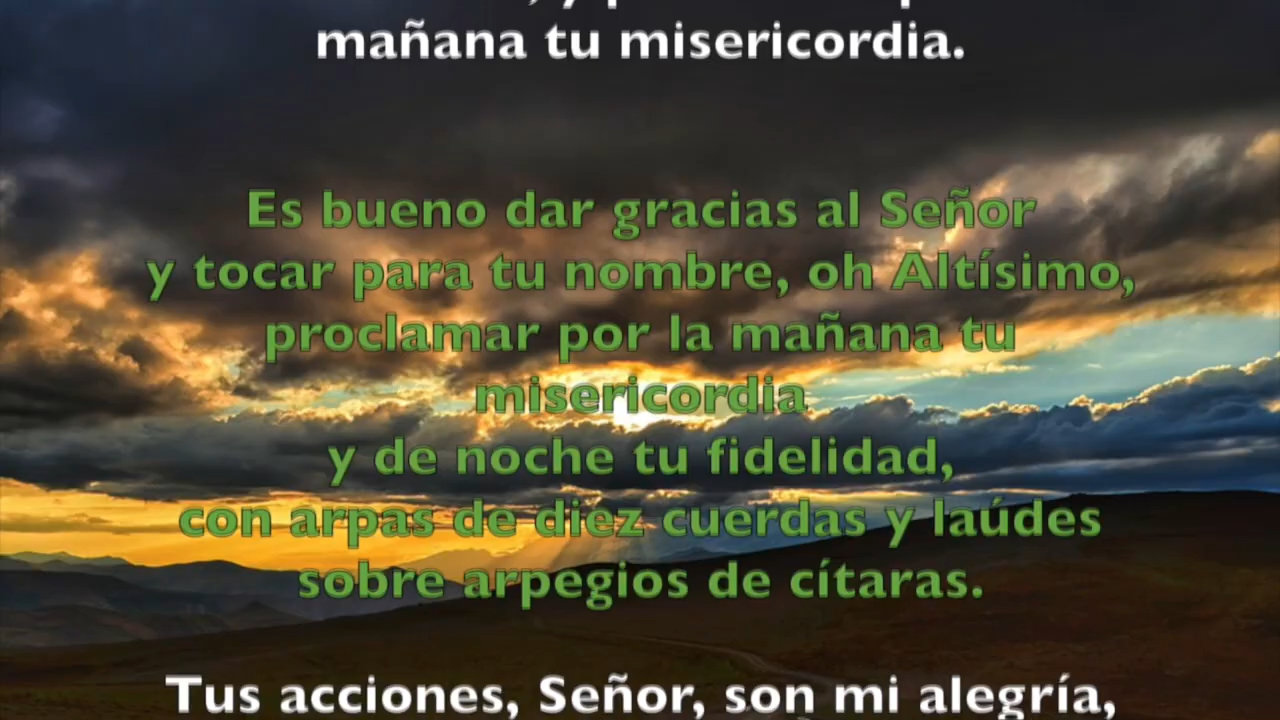 mañana tu misericordia.
Es bueno dar gracias al Señor
y tocar para tu nombre, oh Altísimo,
proclamar por la mañana tu
misericordia
y de noche tu fidelidad,
con arpas de diez cuerdas y laúdes
sobre arpegios de cítaras.
Tus acciones, Señor, son mi alegría,